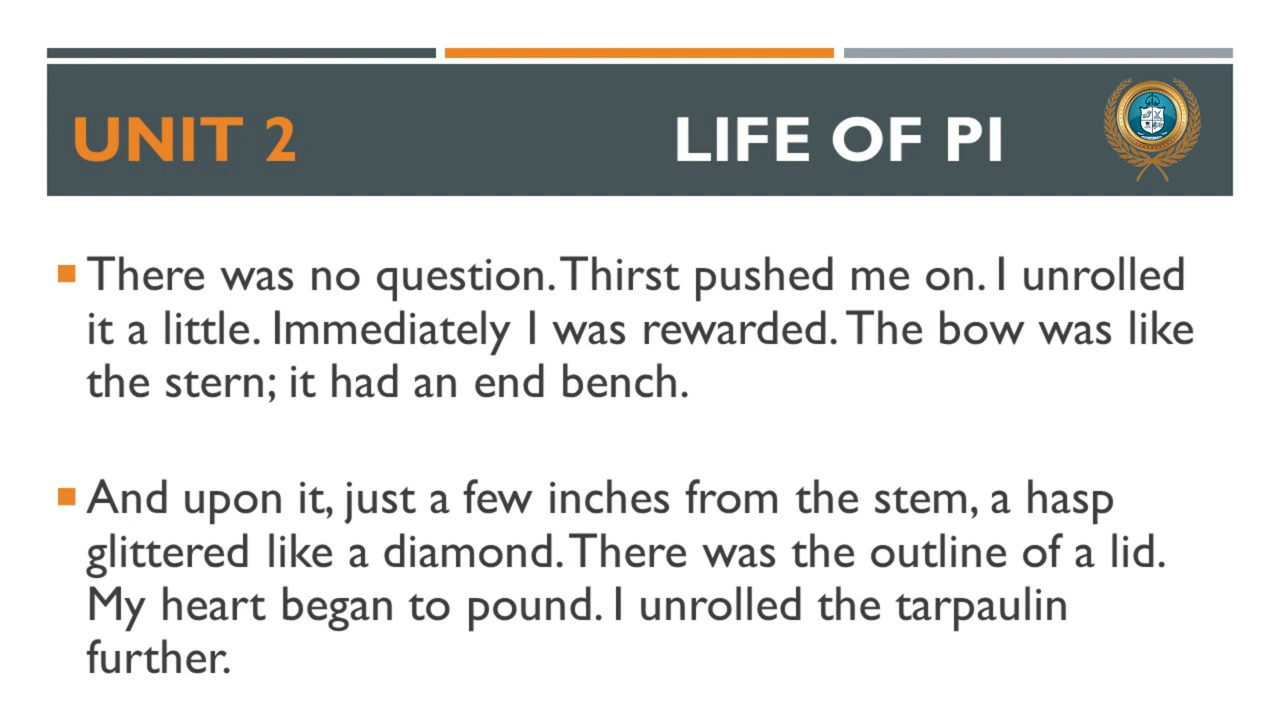 UNIT 2 LIFE OF PI
There was no question. Thirst pushed me on. I unrolled
it a little. Immediately I was rewarded. The bow was like
the stern; it had an end bench.
And upon it, just a few inches from the stem, a hasp
glittered like a diamond. There was the outline of a lid.
My heart began to pound. I unrolled the tarpaulin
further.